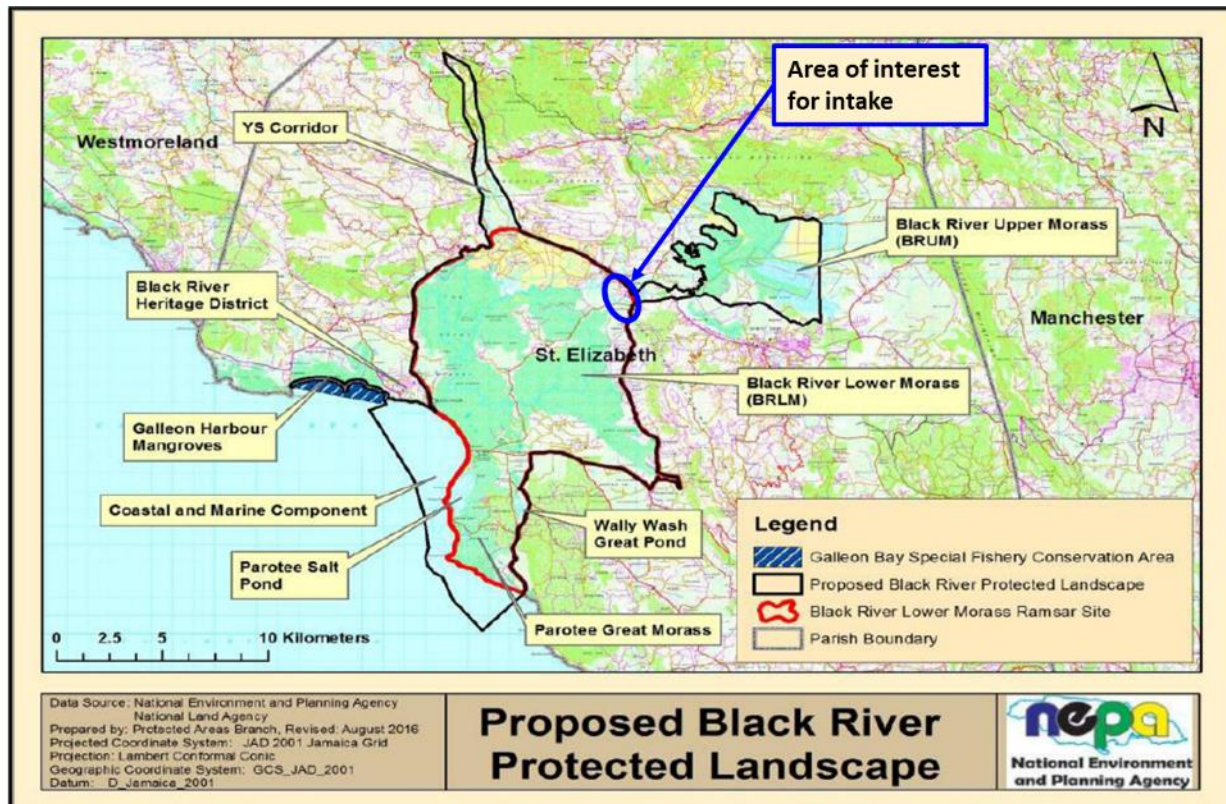 Area of interest
for intake
N
YS Corridor
Westmoreland
Black River Upper Morass
(BRUM)
Black River
Heritage District
Manchester
St. Elizabeth
Black River Lower Morass
(BRLM)
Galleon Harbour
Mangroves
Coastal and Marine Component
Wally Wash
Great Pond
Parotee Salt
Pond
Parotee Great Morass
0 2.5 5 10 Kilometers
Legend
Galleon Bay Special Fishery Conservation Area
Proposed Black River Protected Landscape
Black River Lower Morass Ramsar Site
Parish Boundary
Data Source: National Environment and Planning Agency
National Land Agency
Prepared by: Protected Areas Branch, Revised: August 2016
Projected Coordinate System: JAD 2001 Jamaica Grid
Projection: Lambert Conformal Conic
Geographic Coordinate System: GCS_JAD_2001
Datum: D_Jamaica_2001
Proposed Black River
Protected Landscape
nepa
National Environment
and Planning Agency